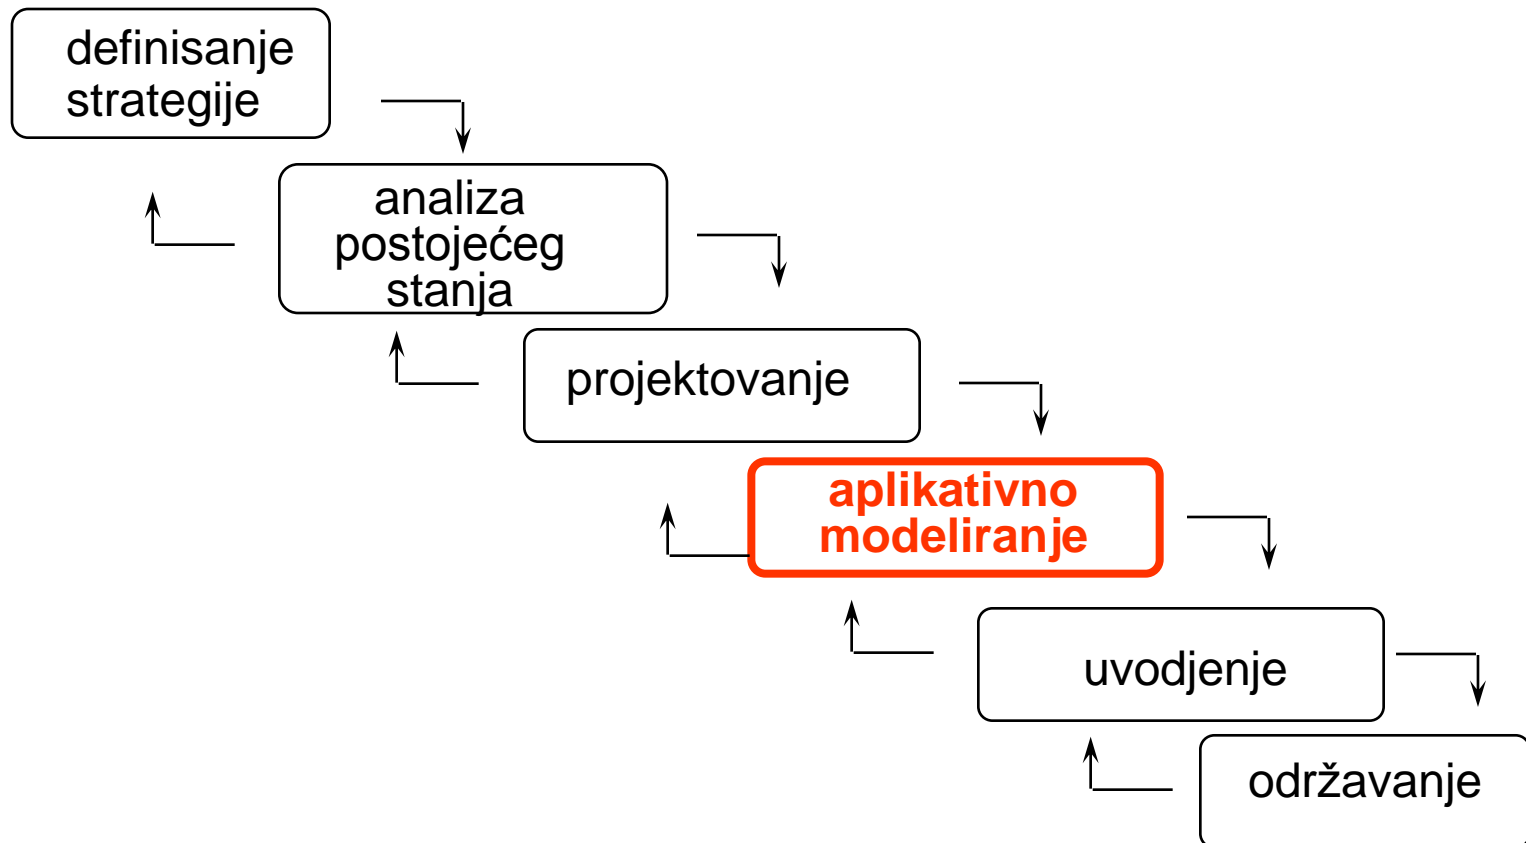 definisanje
strategije
analiza
postojećeg
stanja
projektovanje
aplikativno
modeliranje
uvodjenje
održavanje